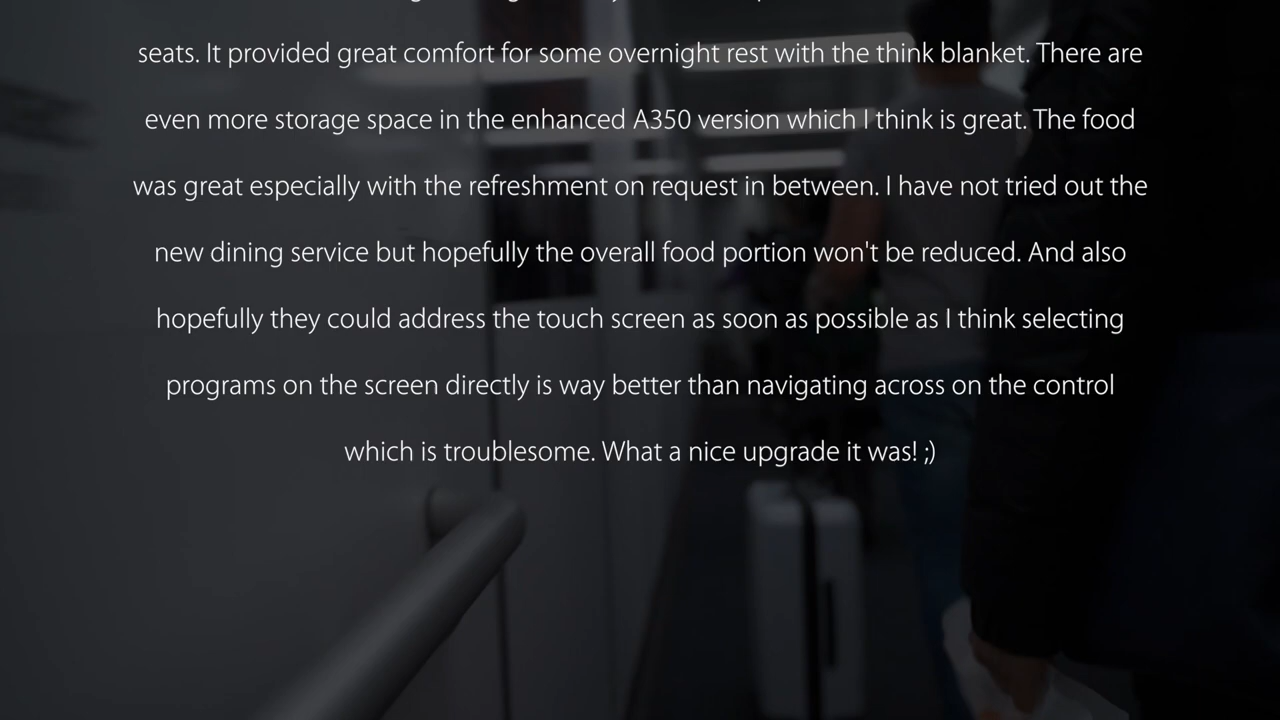 seats. It provided great comfort for some overnight rest with the think blanket. There are
even more storage space in the enhanced A350 version which I think is great. The food
was great especially with the refreshment on request in between. I have not tried out the
new dining service but hopefully the overall food portion won't be reduced. And also
hopefully they could address the touch screen as soon as possible as I think selecting
programs on the screen directly is way better than navigating across on the control
which is troublesome. What a nice upgrade it was! ;)